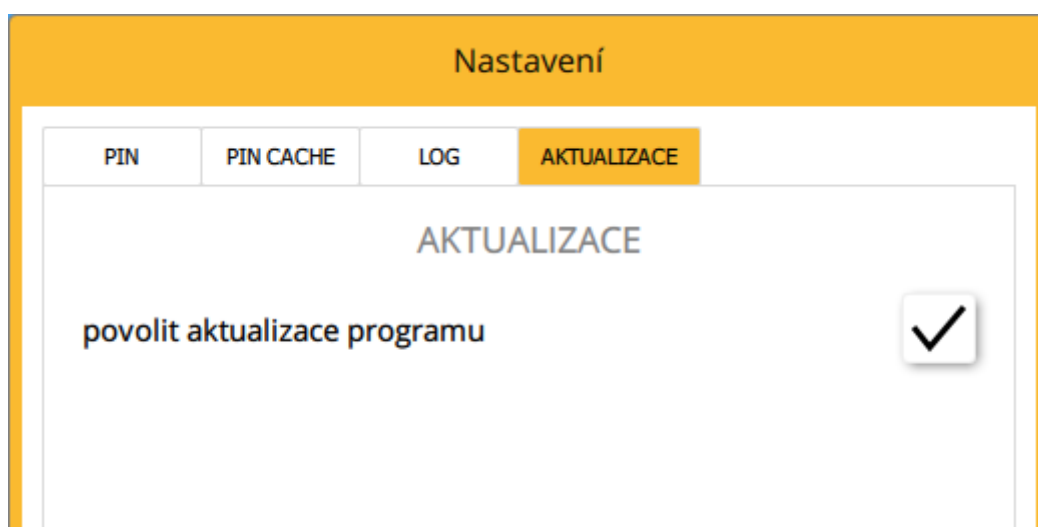 Nastavení
PIN PIN CACHE LOG AKTUALIZACE
AKTUALIZACE
povolit aktualizace programu